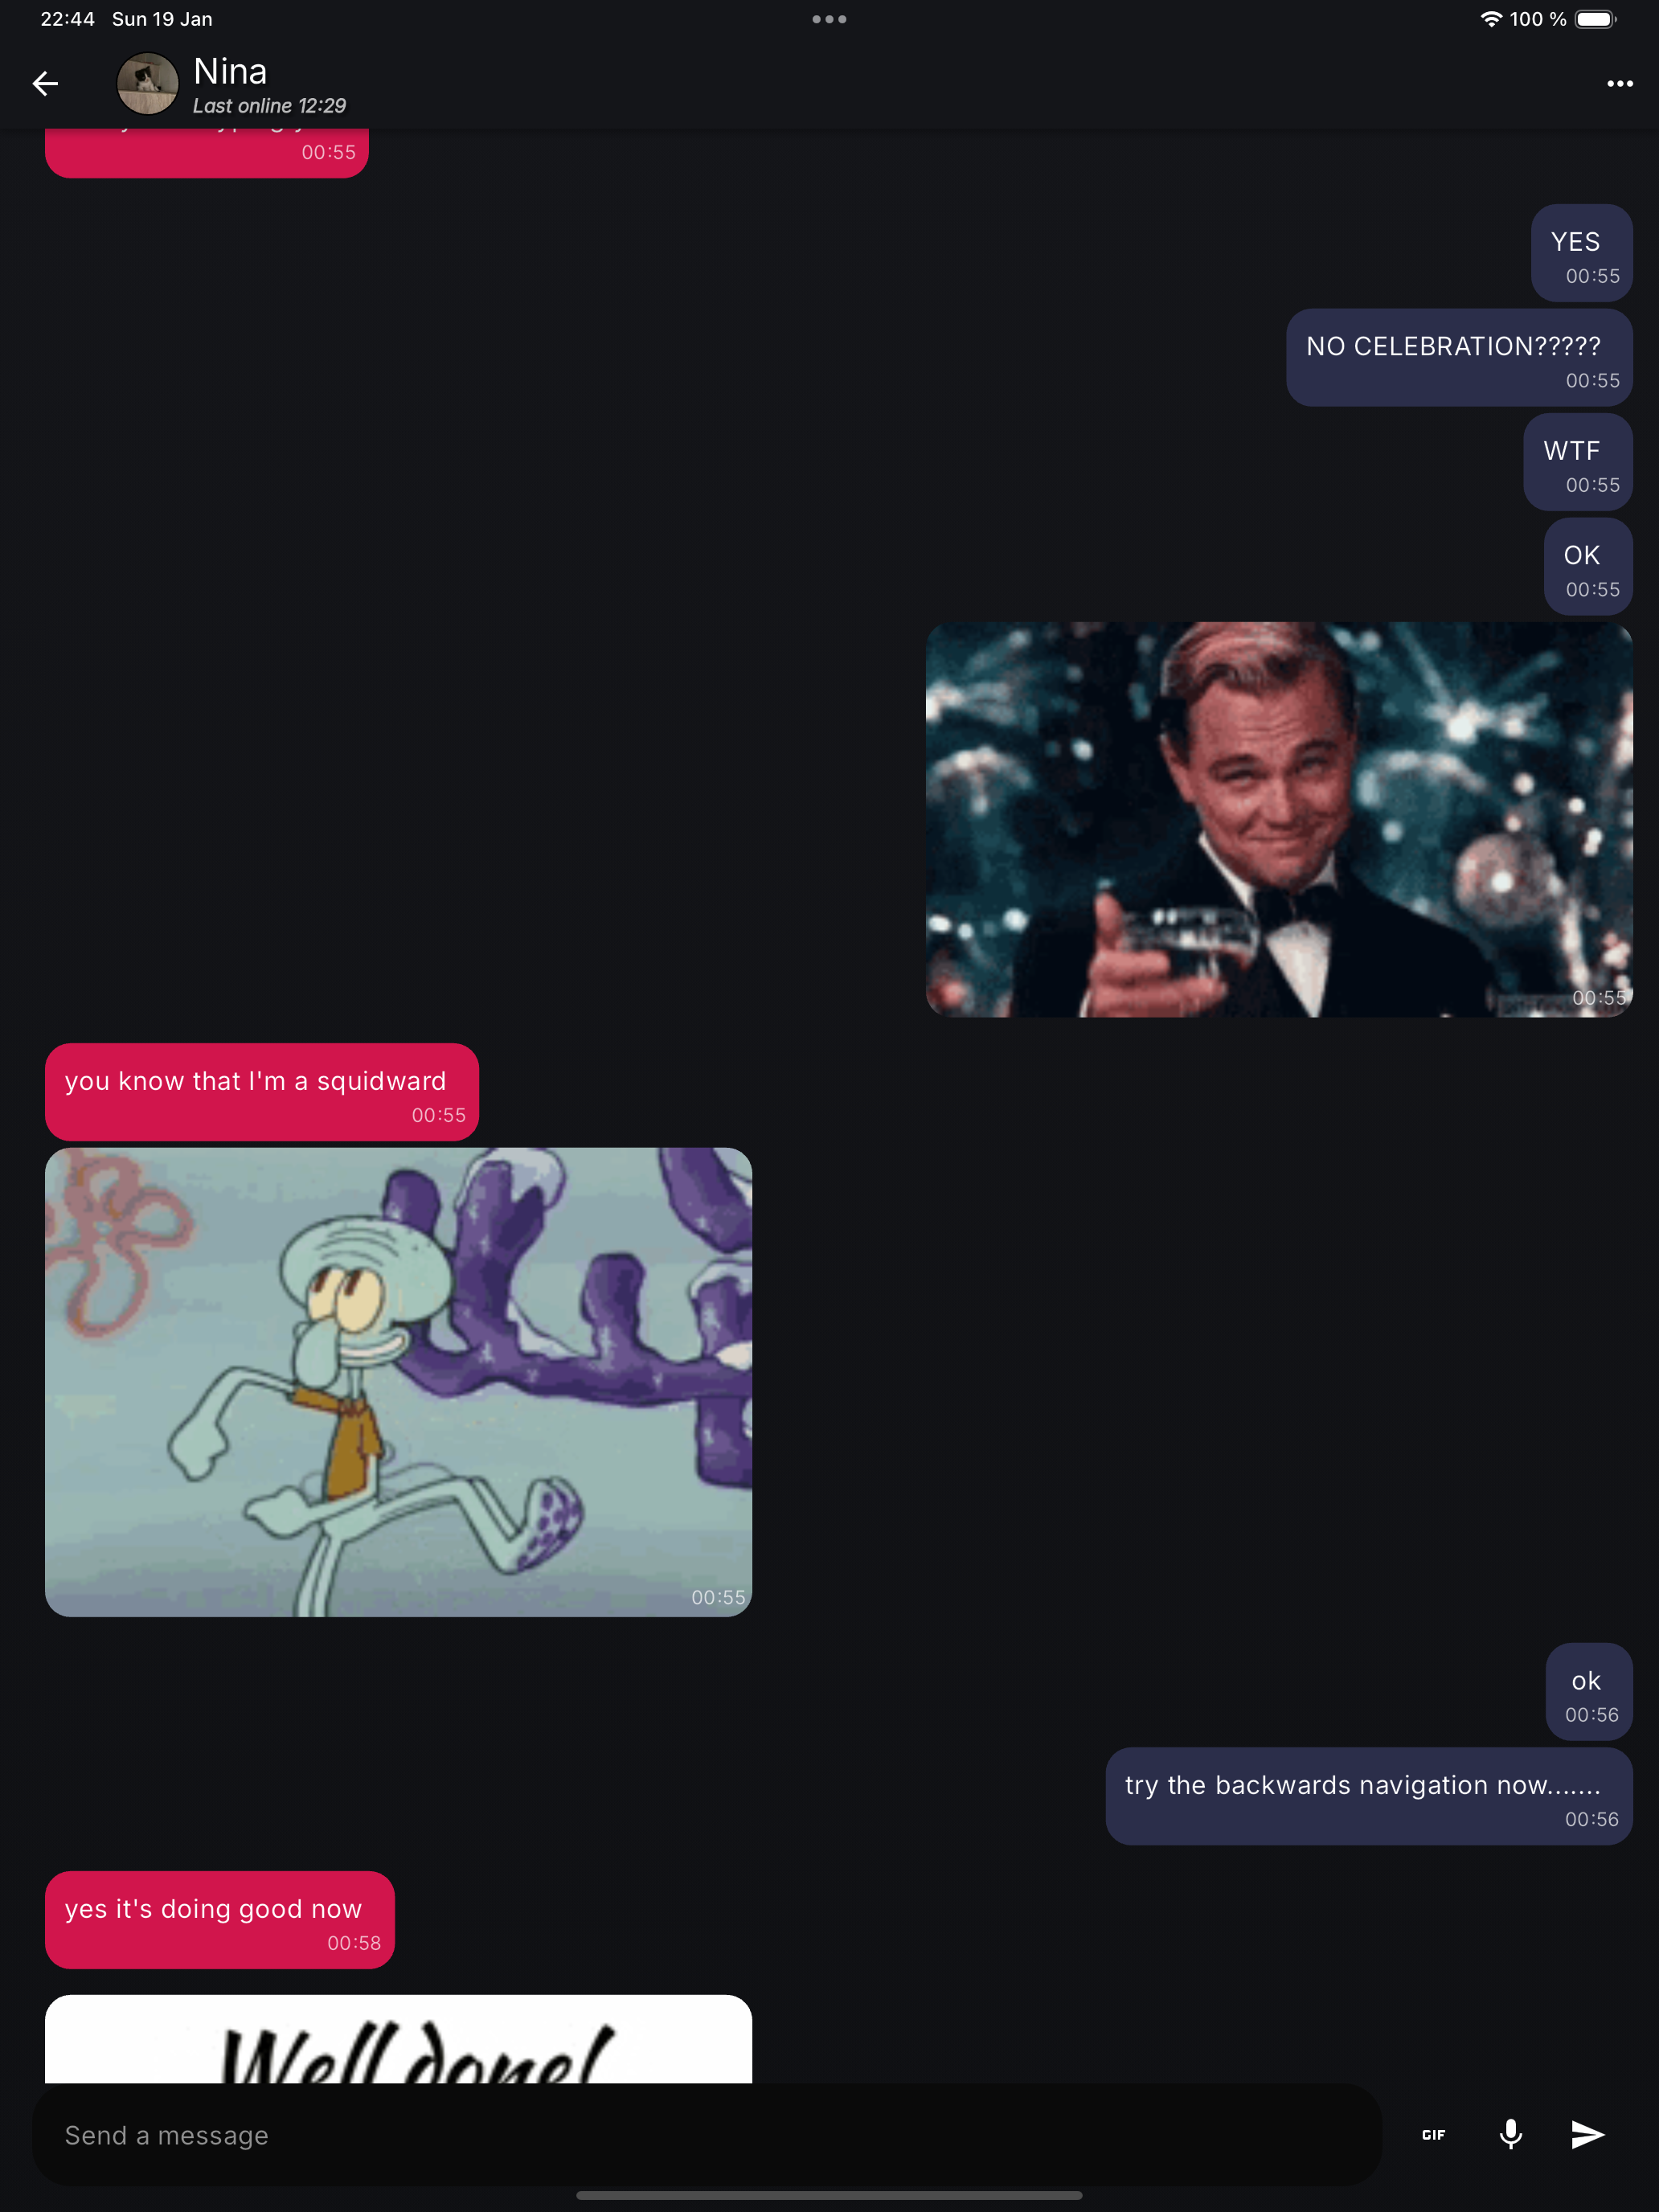 22:44 Sun 19 Jan
100 %
Nina
Last online 12:29
00:55
YES
00:55
NO CELEBRATION?????
00:55
WTF
00:55
OK
00:55
00:55
you know that I'm a squidward
00:55
00:55
ok
00:56
try the backwards navigation now.......
00:56
yes it's doing good now
00:58
Well done!
Send a message
GIF